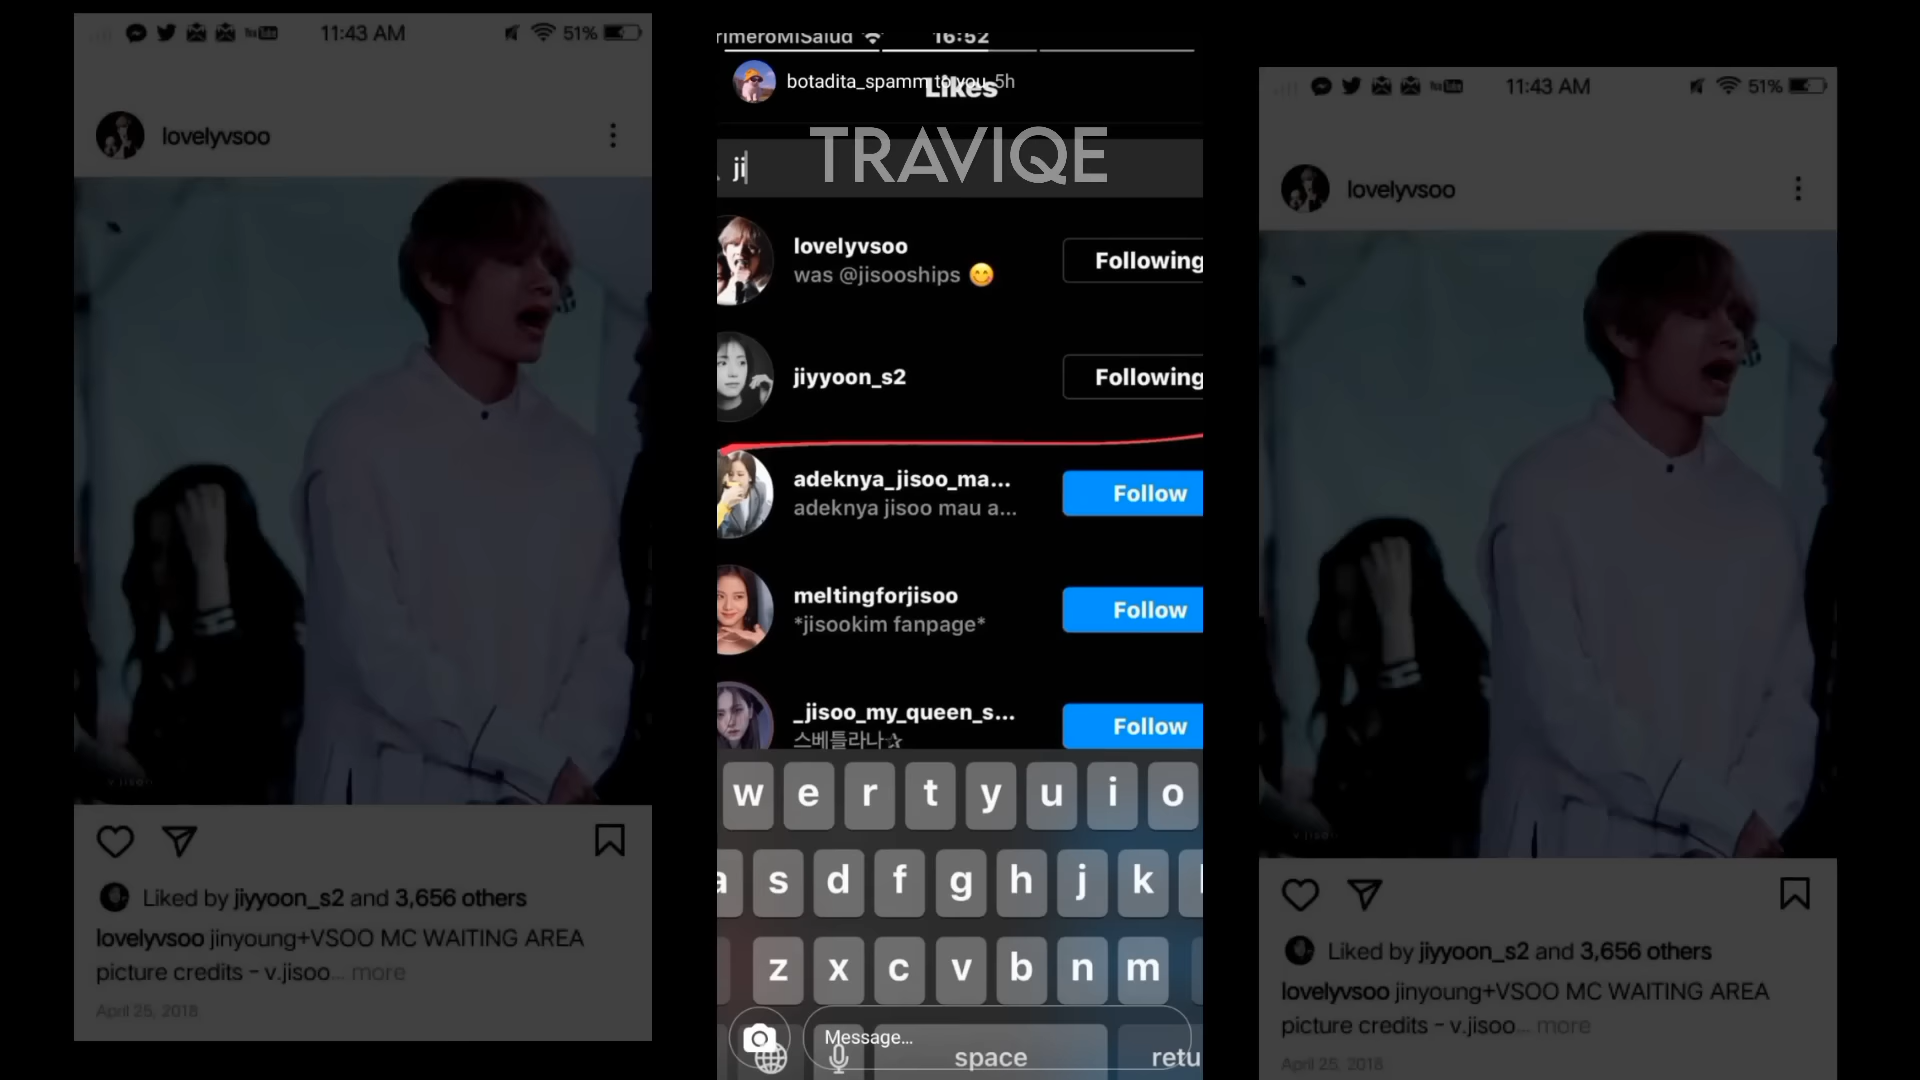 11:43 AM
51%
lovelyvsoo
Liked by jiyyoon_s2 and 3,656 others
lovelyvsoo jinyoung+VSOO MC WAITING AREA
picture credits - v.jisoo... more
April 25, 2018
rimeroMiSalud
16:52
botadita_spamm to you 5h
Likes
TRAVIQE
ji
lovelyvsoo
was @jisooships 😋
Following
jiyyoon_s2
Following
adeknya_jisoo_ma...
adeknya jisoo mau a...
Follow
meltingforjisoo
*jisookim fanpage*
Follow
_jisoo_my_queen_s...
스베틀라나✰
Follow
w e r t y u i o
a s d f g h j k l
z x c v b n m
Message...
space
retu
11:43 AM
51%
lovelyvsoo
Liked by jiyyoon_s2 and 3,656 others
lovelyvsoo jinyoung+VSOO MC WAITING AREA
picture credits - v.jisoo... more
April 25, 2018